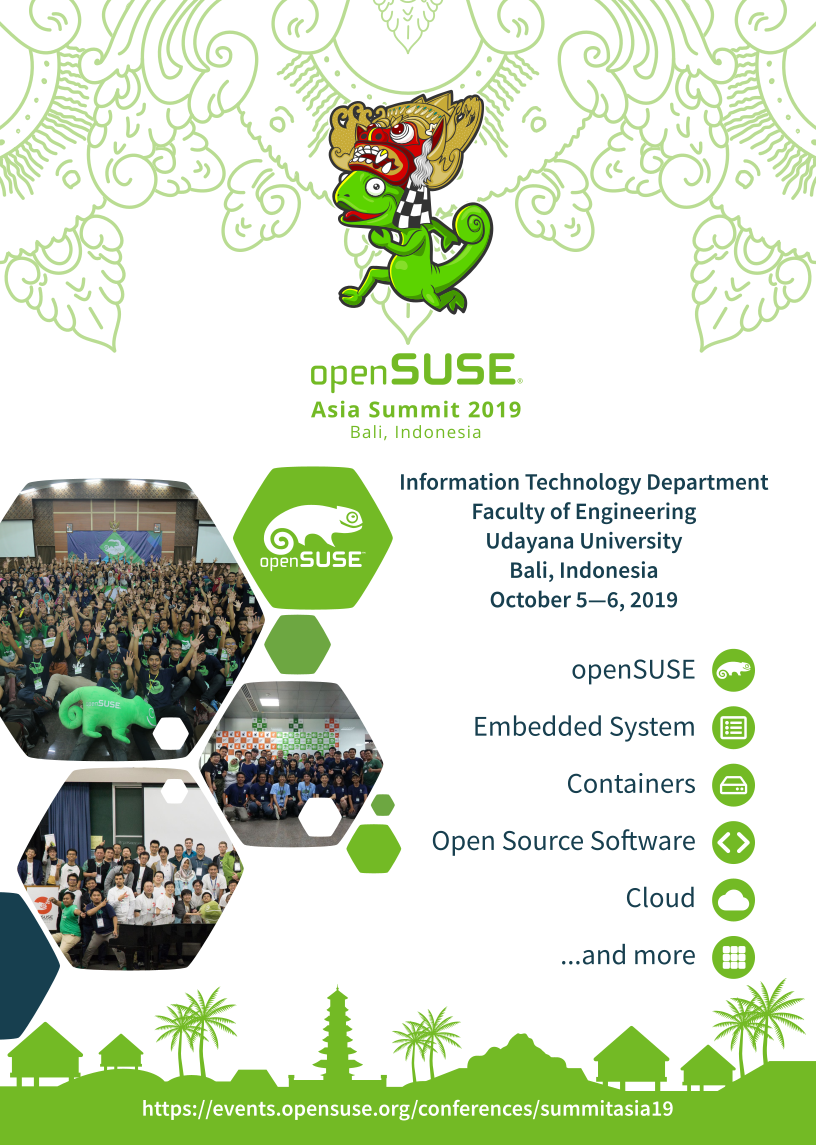 openSUSE®
Asia Summit 2019
Bali, Indonesia
Information Technology Department
Faculty of Engineering
Udayana University
Bali, Indonesia
October 5—6, 2019
openSUSE™
openSUSE
openSUSE
Embedded System
Containers
Open Source Software
Cloud
...and more
https://events.opensuse.org/conferences/summitasia19